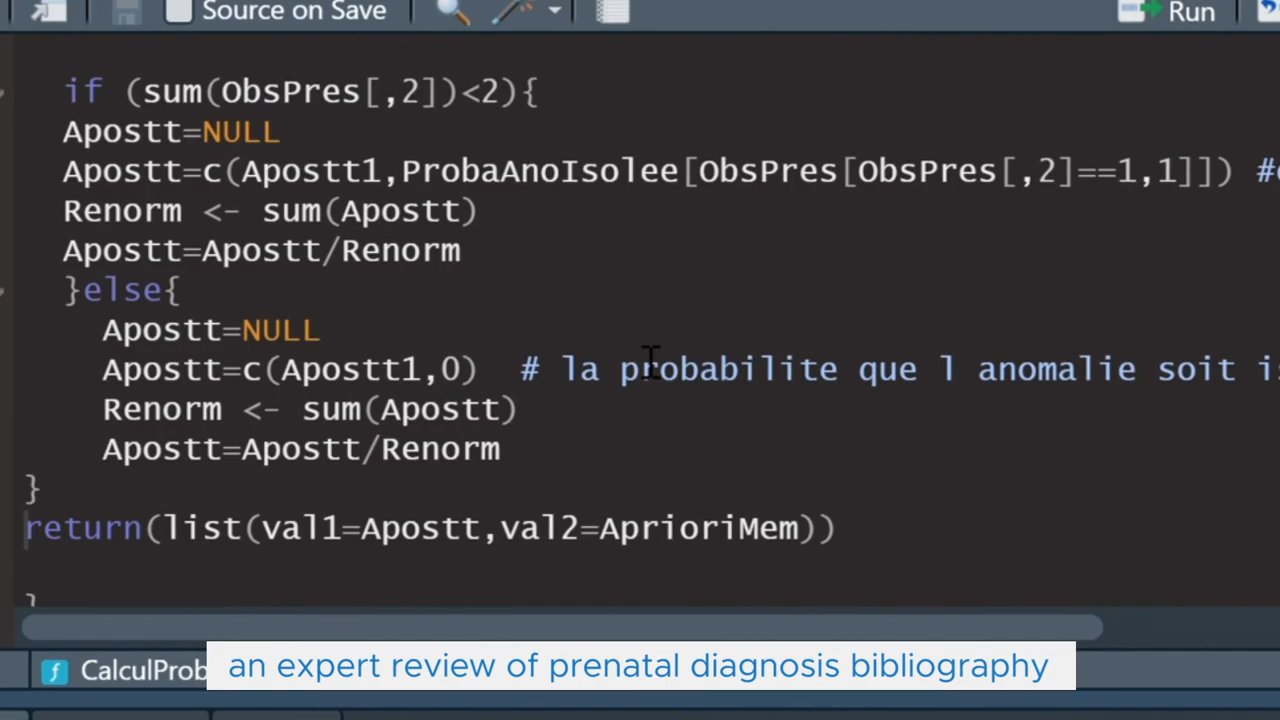 Source on Save
Run
if (sum(ObsPres[,2])<2){
Apostt=NULL
Apostt=c(Apostt1,ProbaAnoIsolee[ObsPres[ObsPres[,2]==1,1]]) #
Renorm <- sum(Apostt)
Apostt=Apostt/Renorm
}else{
Apostt=NULL
Apostt=c(Apostt1,0) # la probabilite que l anomalie soit
Renorm <- sum(Apostt)
Apostt=Apostt/Renorm
}
return(list(val1=Apostt,val2=AprioriMem))
}
CalculProb
an expert review of prenatal diagnosis bibliography